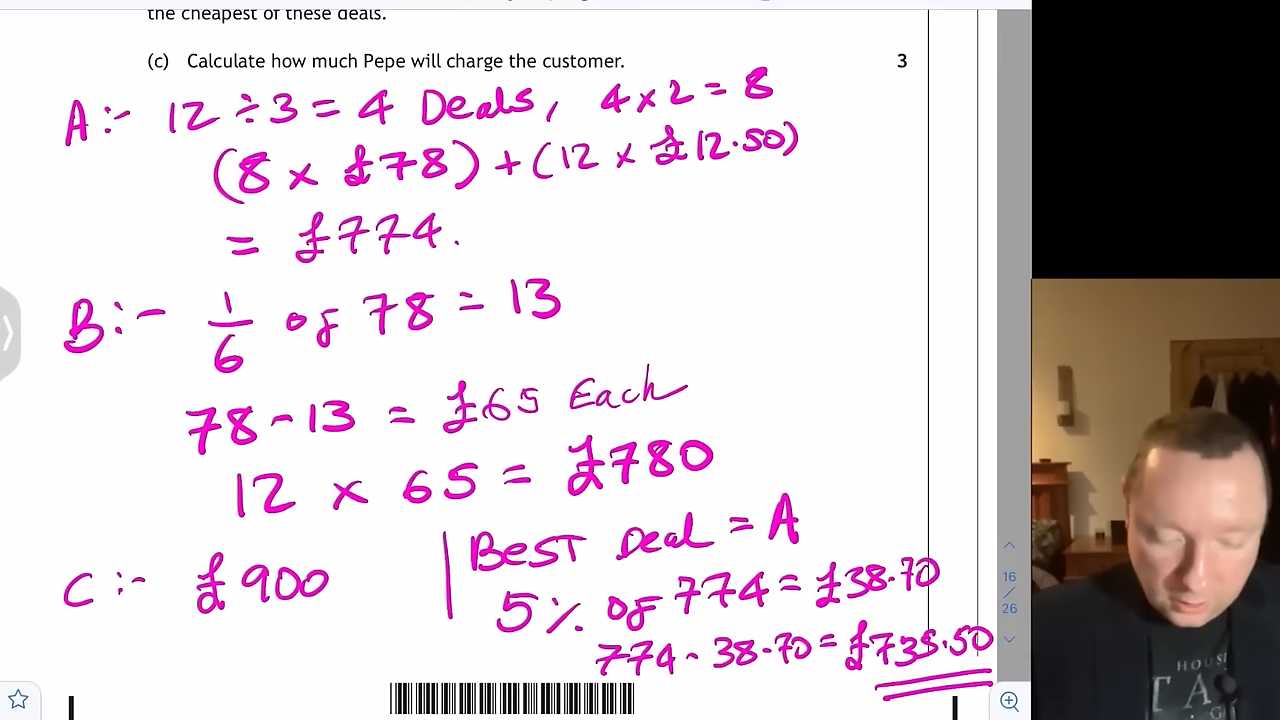 the cheapest of these deals.
(c) Calculate how much Pepe will charge the customer. 3
A:- 12 ÷ 3 = 4 Deals, 4 x 2 = 8
(8 x £78) + (12 x £12.50)
= £774.
B:- 1/6 of 78 = 13
78 - 13 = £65 Each
12 x 65 = £780
C:- £900
BEST Deal = A
5% of 774 = £38.70
774 - 38.70 = £735.50
16
/
26
HOUS